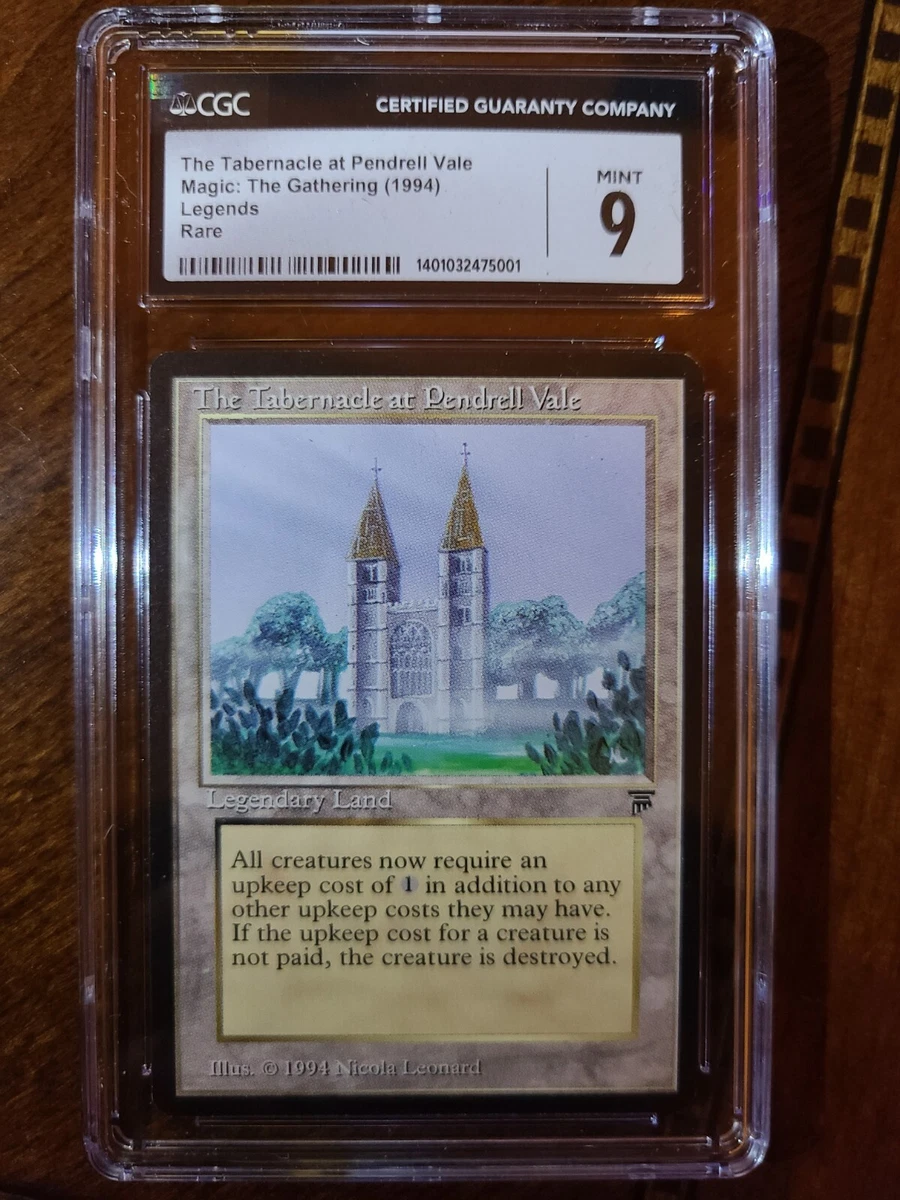 CGC CERTIFIED GUARANTY COMPANY
The Tabernacle at Pendrell Vale
Magic: The Gathering (1994)
Legends
Rare
MINT
9
1401032475001
The Tabernacle at Pendrell Vale
Legendary Land
All creatures now require an
upkeep cost of 1 in addition to any
other upkeep costs they may have.
If the upkeep cost for a creature is
not paid, the creature is destroyed.
Illus. © 1994 Nicola Leonard